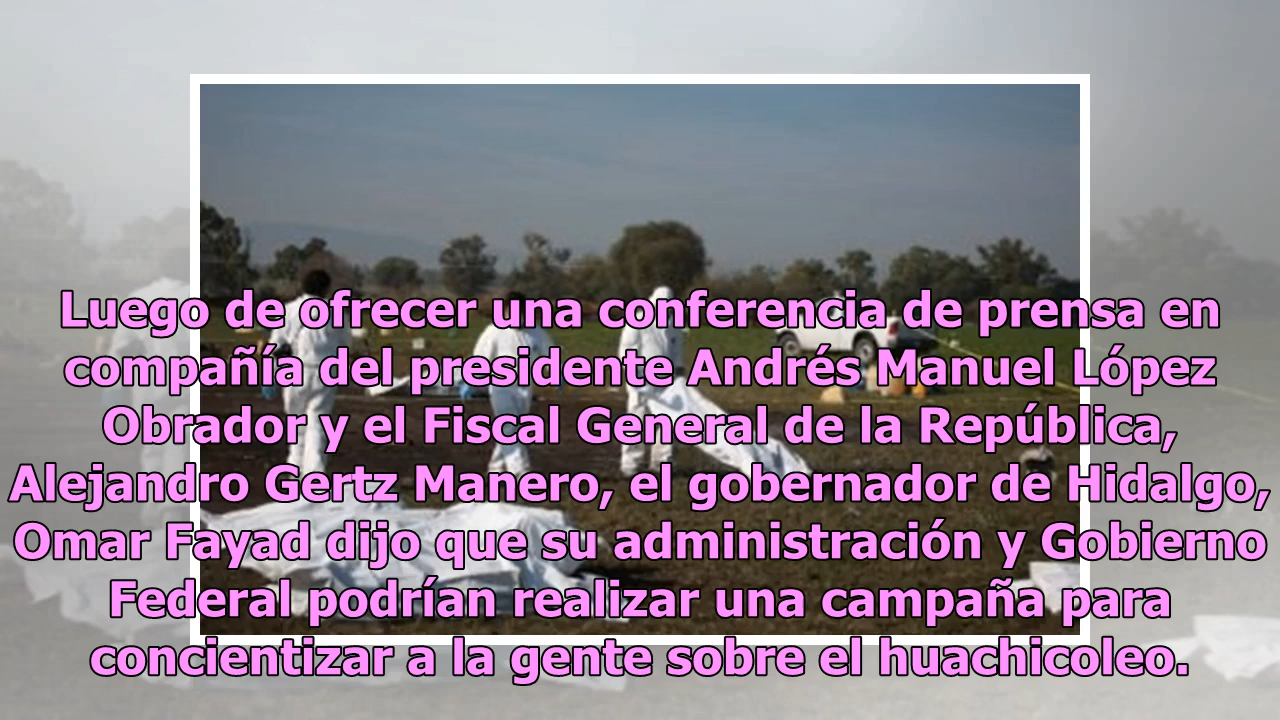 Luego de ofrecer una conferencia de prensa en
compañía del presidente Andrés Manuel López
Obrador y el Fiscal General de la República,
Alejandro Gertz Manero, el gobernador de Hidalgo,
Omar Fayad dijo que su administración y Gobierno
Federal podrían realizar una campaña para
concientizar a la gente sobre el huachicoleo.